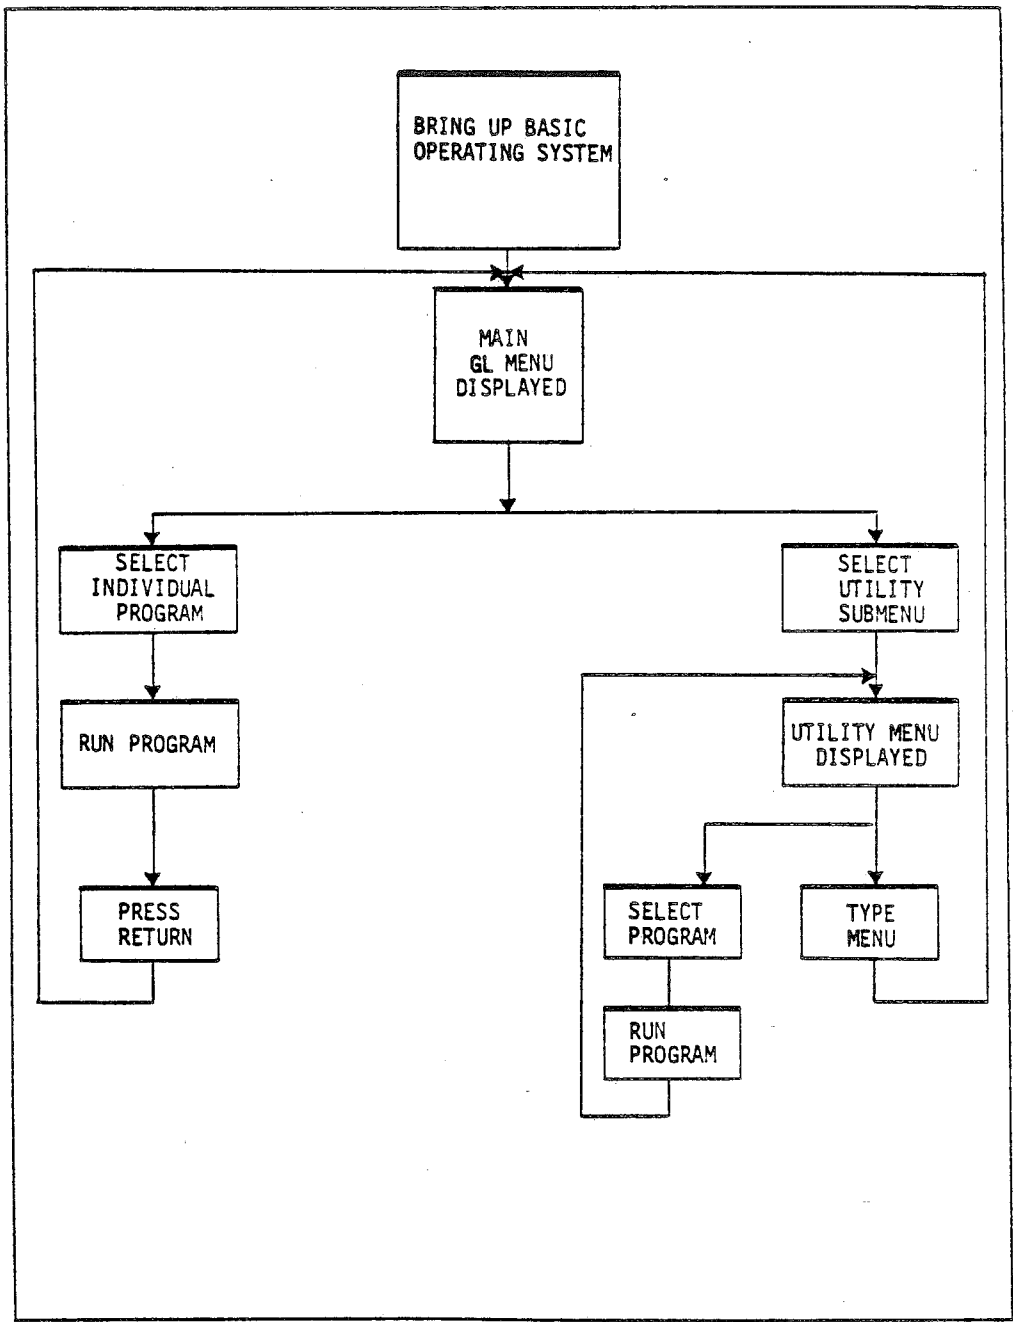 BRING UP BASIC
OPERATING SYSTEM
MAIN
GL MENU
DISPLAYED
SELECT
INDIVIDUAL
PROGRAM
SELECT
UTILITY
SUBMENU
RUN PROGRAM
UTILITY MENU
DISPLAYED
PRESS
RETURN
SELECT
PROGRAM
TYPE
MENU
RUN
PROGRAM